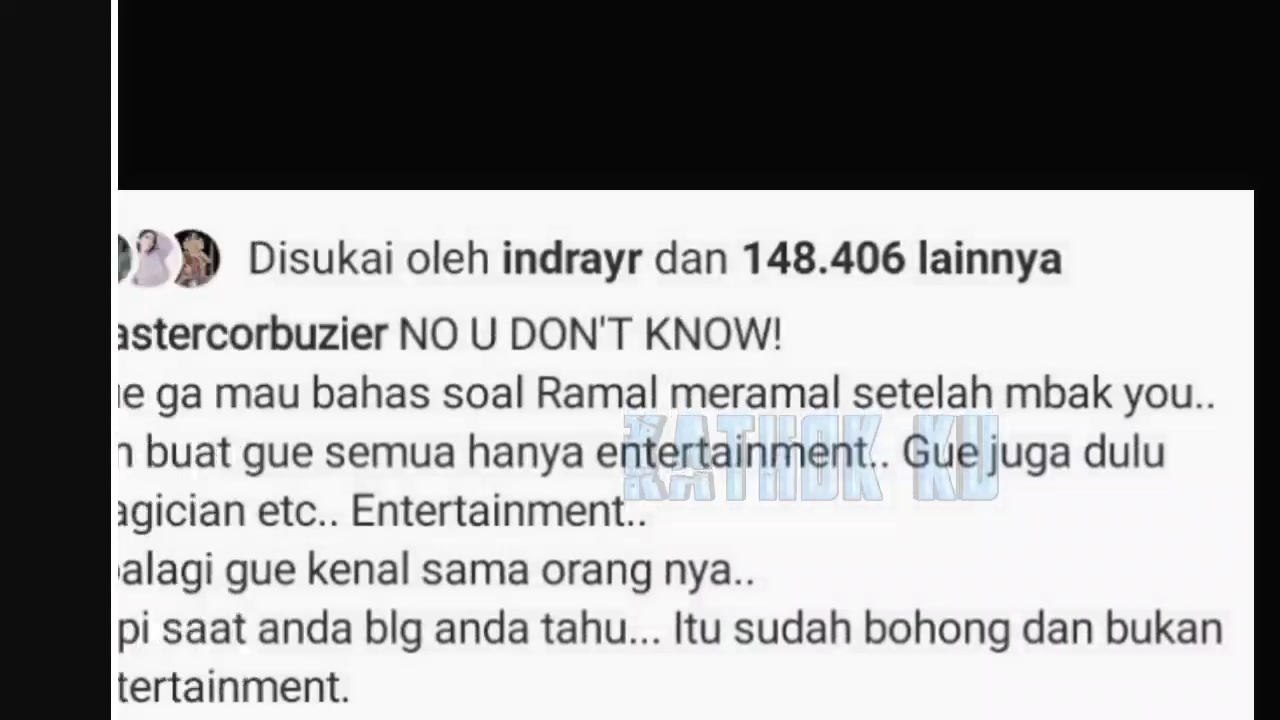 Disukai oleh indrayr dan 148.406 lainnya
astercorbuzier NO U DON'T KNOW!
e ga mau bahas soal Ramal meramal setelah mbak you..
n buat gue semua hanya entertainment.. Gue juga dulu
agician etc.. Entertainment..
alagi gue kenal sama orang nya..
pi saat anda blg anda tahu... Itu sudah bohong dan bukan
tertainment.
KATHOK KU